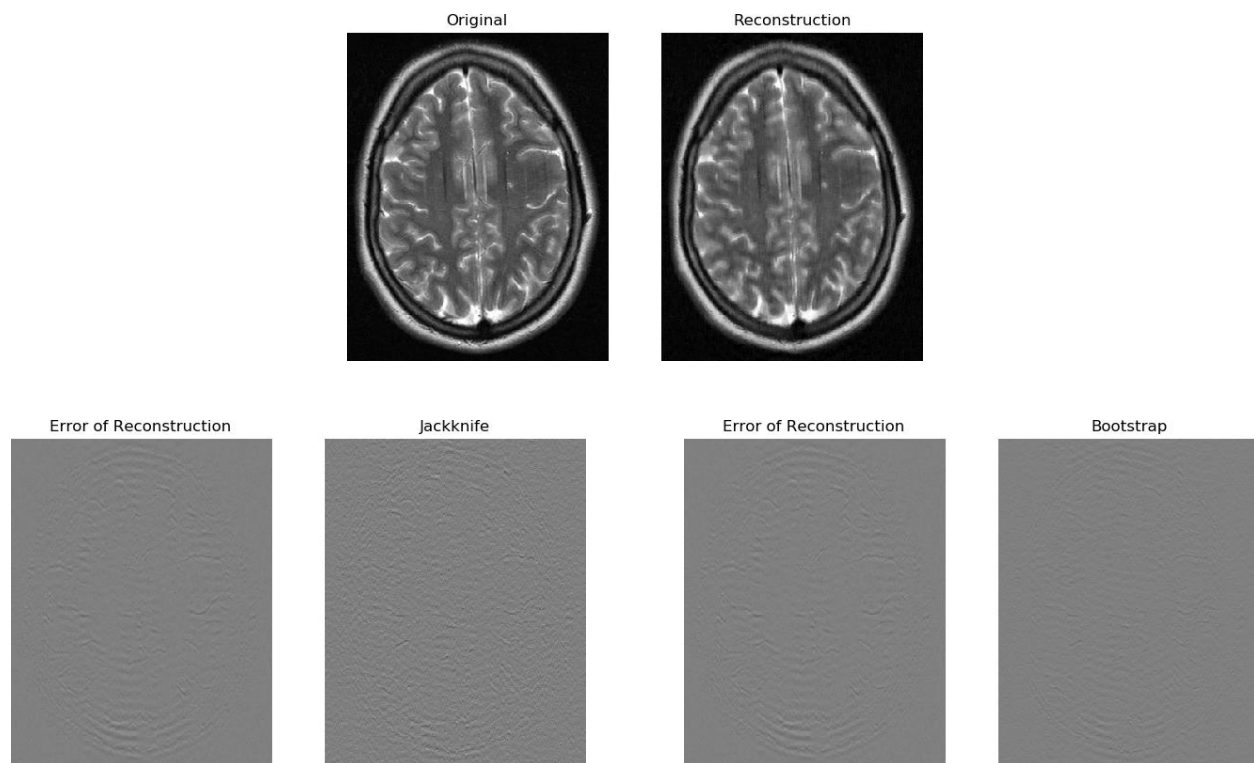 Original
Reconstruction
Error of Reconstruction
Jackknife
Error of Reconstruction
Bootstrap